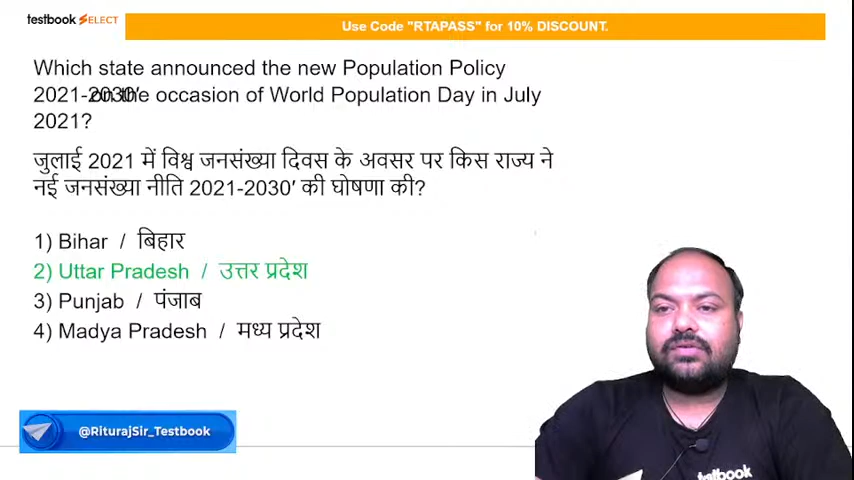 testbook SELECT
Use Code "RTAPASS" for 10% DISCOUNT.
Which state announced the new Population Policy
2021-2030′ on the occasion of World Population Day in July
2021?
जुलाई 2021 में विश्व जनसंख्या दिवस के अवसर पर किस राज्य ने
नई जनसंख्या नीति 2021-2030′ की घोषणा की?
1) Bihar / बिहार
2) Uttar Pradesh / उत्तर प्रदेश
3) Punjab / पंजाब
4) Madya Pradesh / मध्य प्रदेश
@RiturajSir_Testbook
testbook